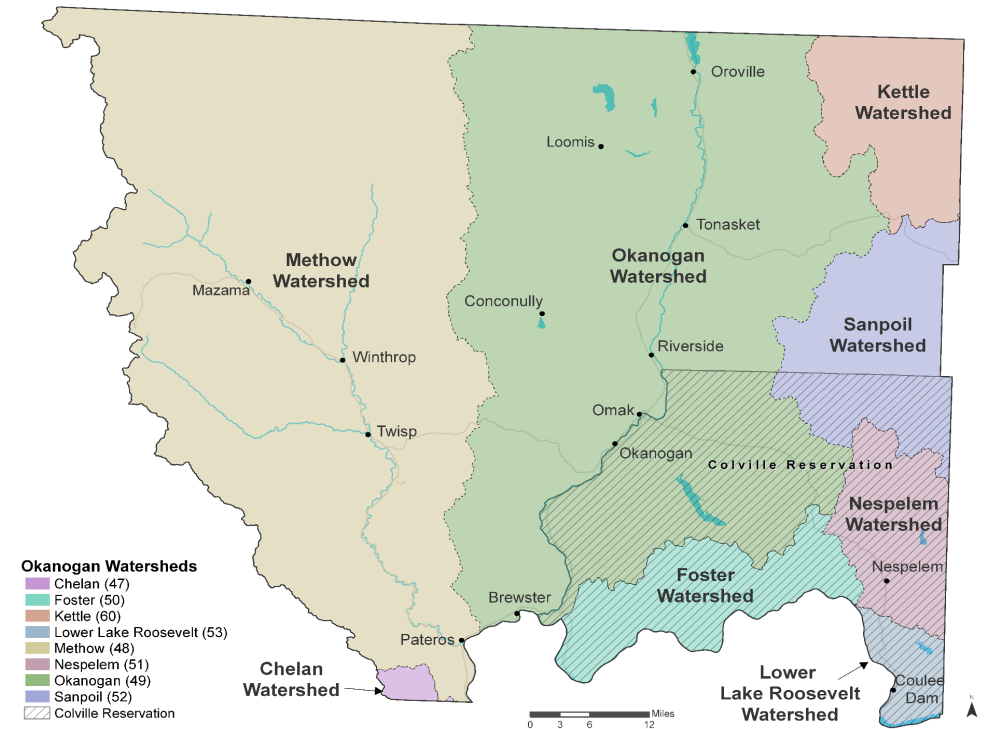 Oroville
Kettle
Watershed
Loomis
Tonasket
Okanogan
Watershed
Methow
Watershed
Mazama
Conconully
Sanpoil
Watershed
Riverside
Winthrop
Omak
Twisp
Okanogan
Colville Reservation
Nespelem
Watershed
Nespelem
Foster
Watershed
Brewster
Pateros
Okanogan Watersheds
Chelan (47)
Foster (50)
Kettle (60)
Lower Lake Roosevelt (53)
Methow (48)
Nespelem (51)
Okanogan (49)
Sanpoil (52)
Colville Reservation
Chelan
Watershed
Lower
Lake Roosevelt
Watershed
Coulee
Dam
Miles
0 3 6 12
N